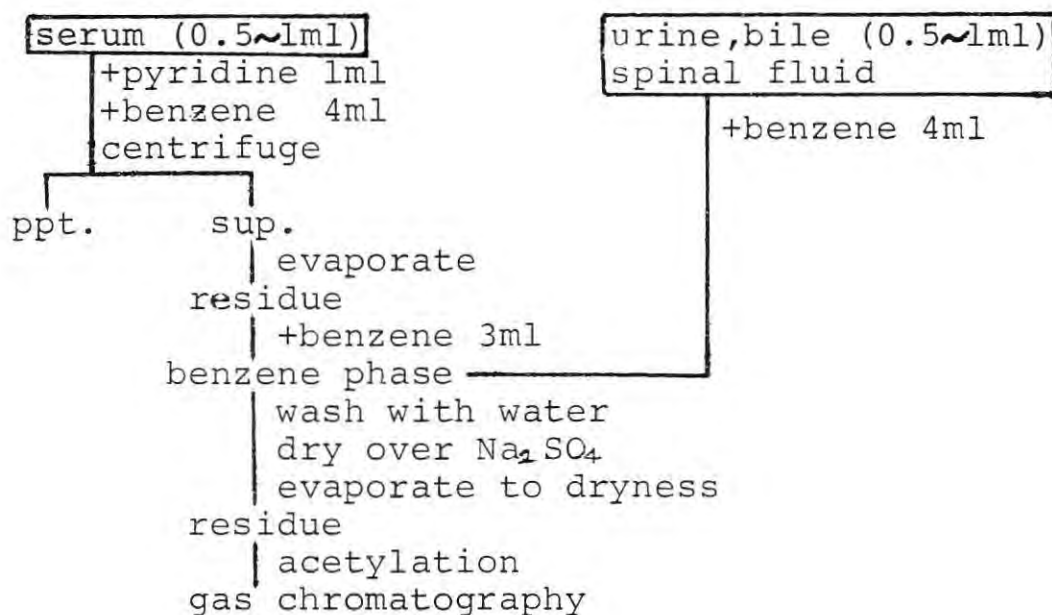 serum (0.5~1ml)
+pyridine 1ml
+benzene 4ml
centrifuge
ppt. sup.
evaporate
residue
+benzene 3ml
urine,bile (0.5~1ml)
spinal fluid
+benzene 4ml
benzene phase
wash with water
dry over Na₂SO₄
evaporate to dryness
residue
acetylation
gas chromatography